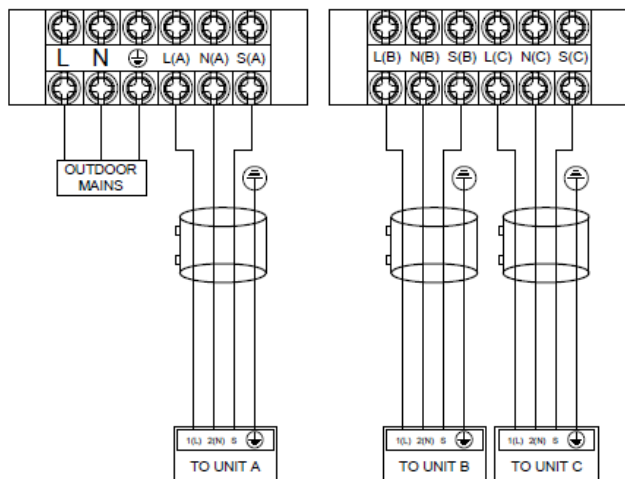 L N L(A) N(A) S(A)
L(B) N(B) S(B) L(C) N(C) S(C)
OUTDOOR
MAINS
1(L) 2(N) S
TO UNIT A
1(L) 2(N) S
TO UNIT B
1(L) 2(N) S
TO UNIT C